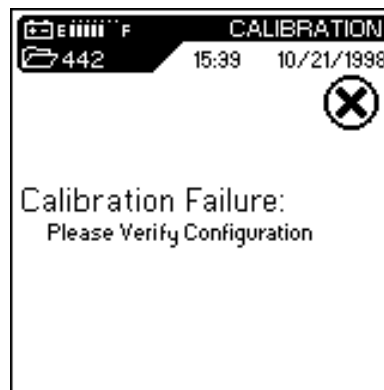 E F CALIBRATION
442 15:39 10/21/1998
Calibration Failure:
Please Verify Configuration